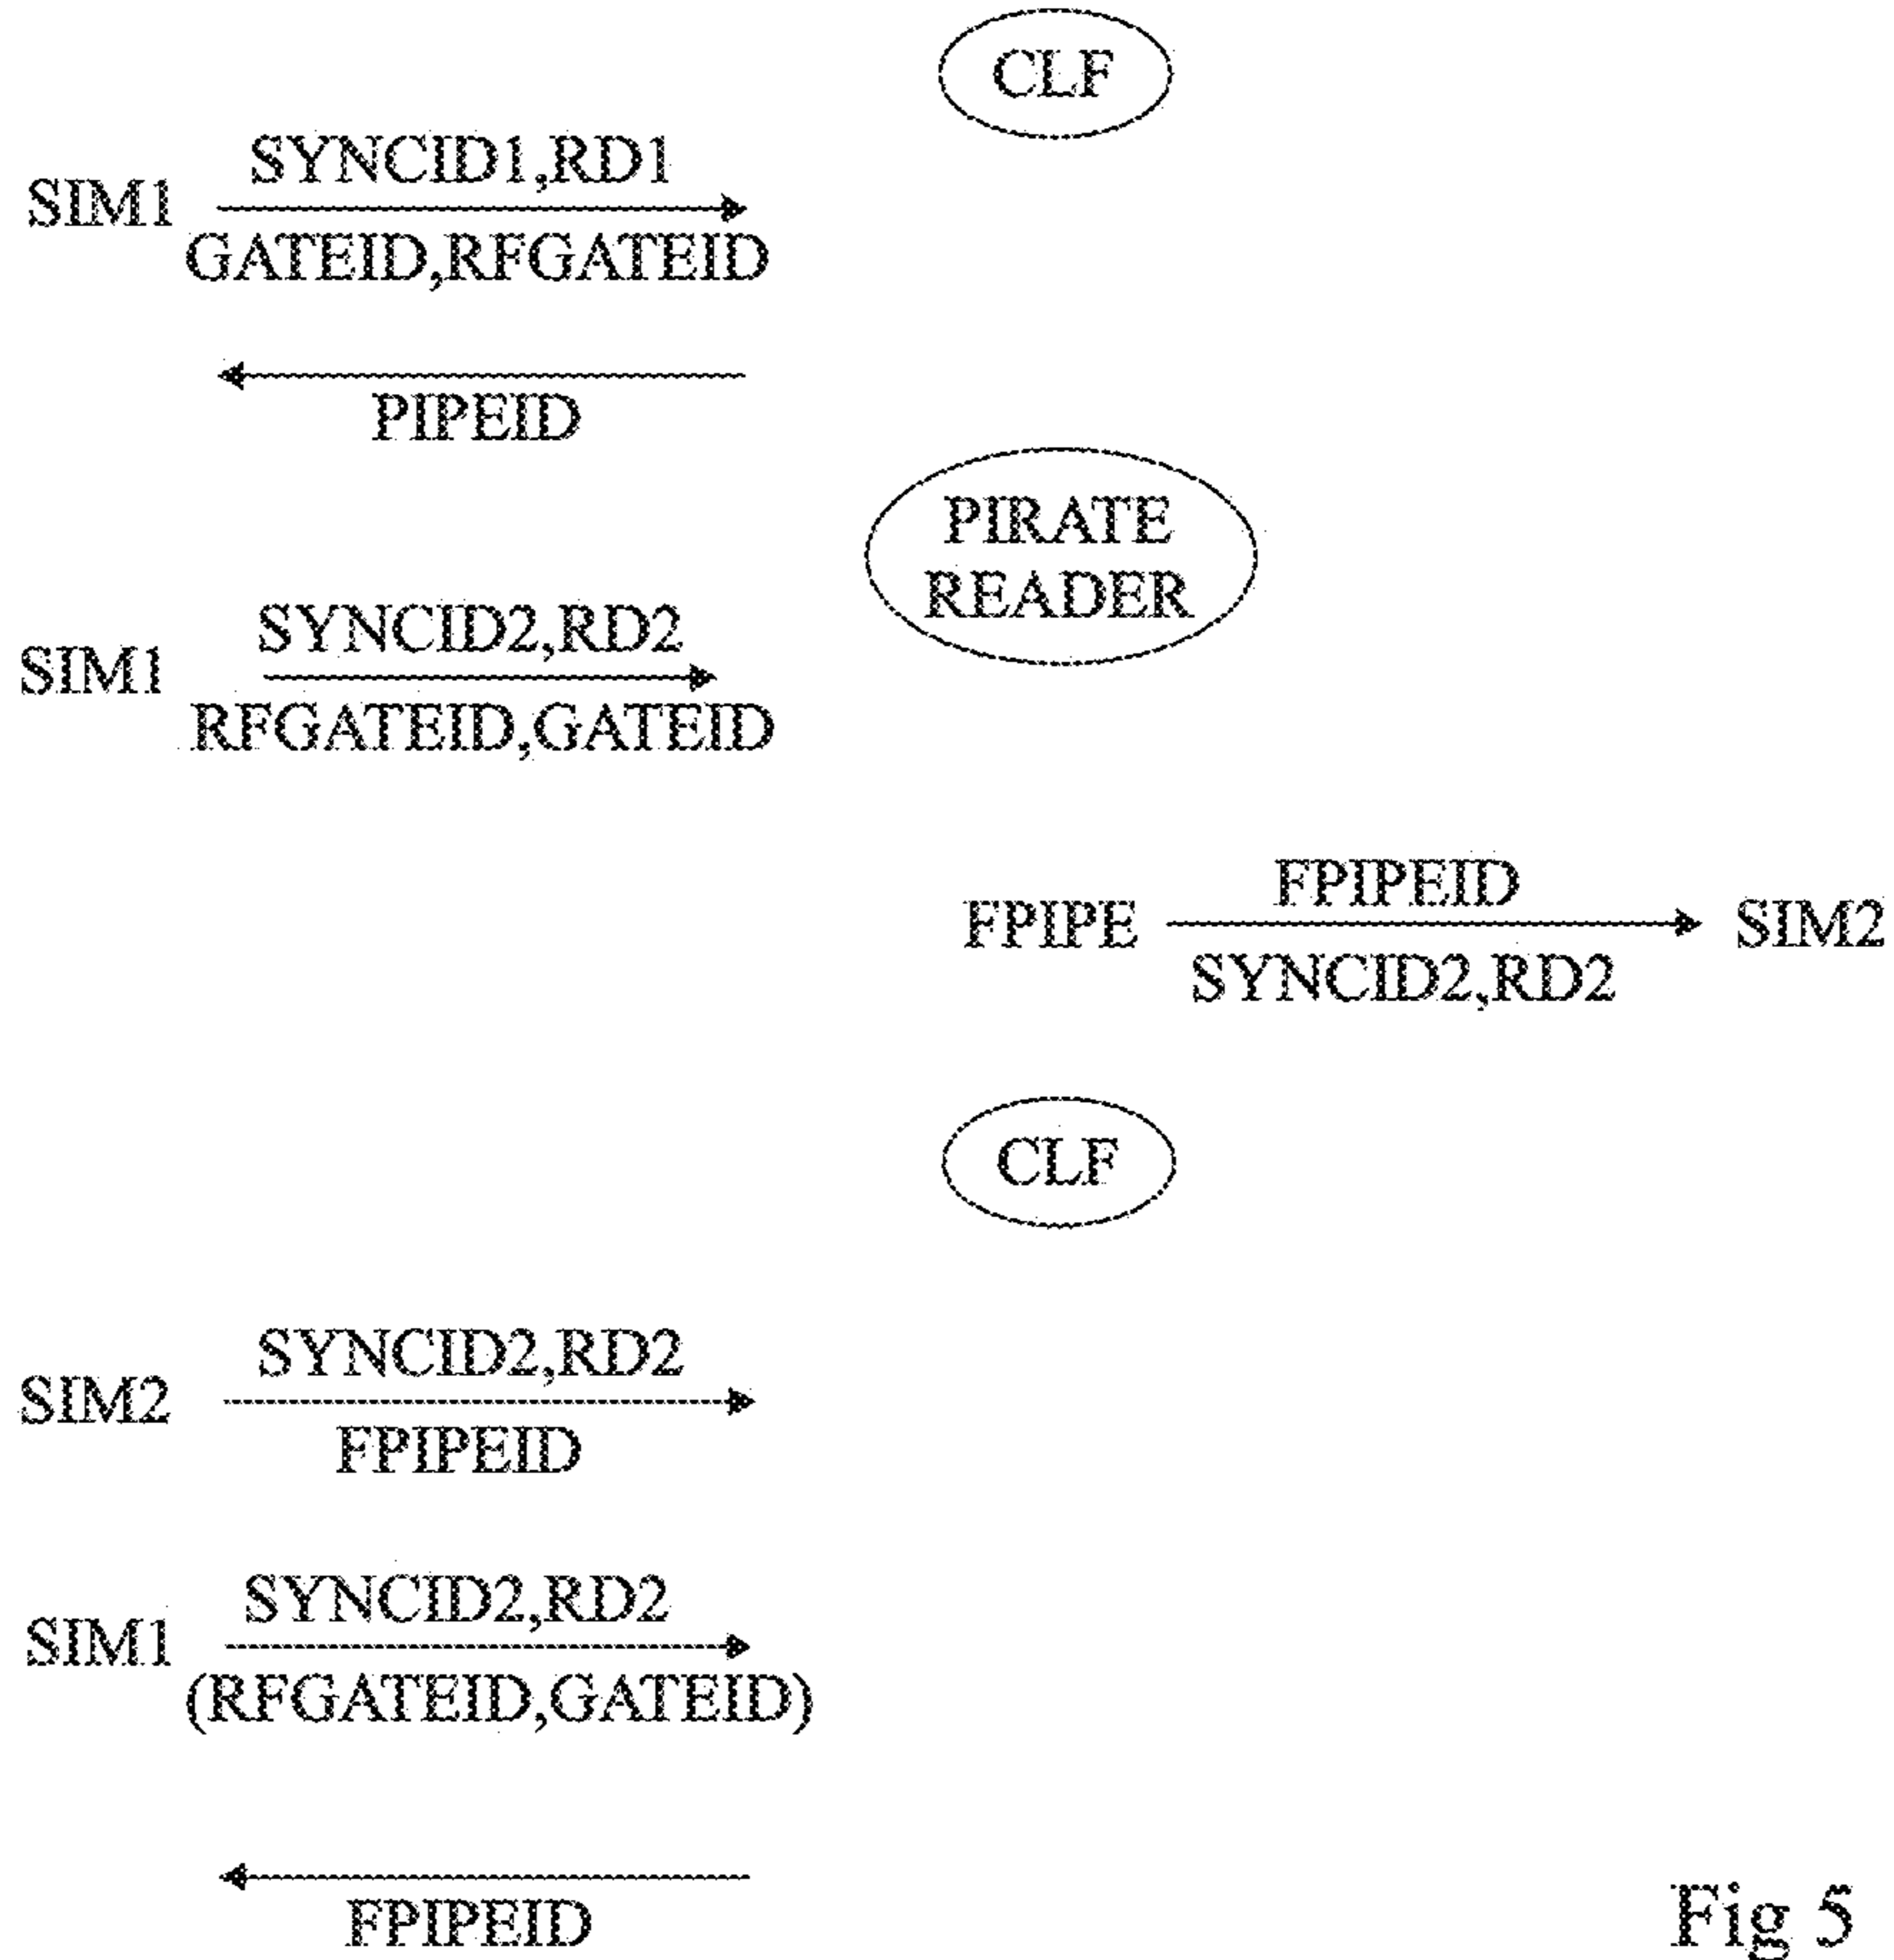 CLF
SYNCID1,RD1
SIM1
GATEID,RFGATEID
PIPEID
PIRATE
READER
SYNCID2,RD2
SIM1
RFGATEID,GATEID
FPIPEID
FPIPE
SIM2
SYNCID2,RD2
CLF
SYNCID2,RD2
SIM2
FPIPEID
SYNCID2,RD2
SIM1
(RFGATEID,GATEID)
FPIPEID
Fig 5